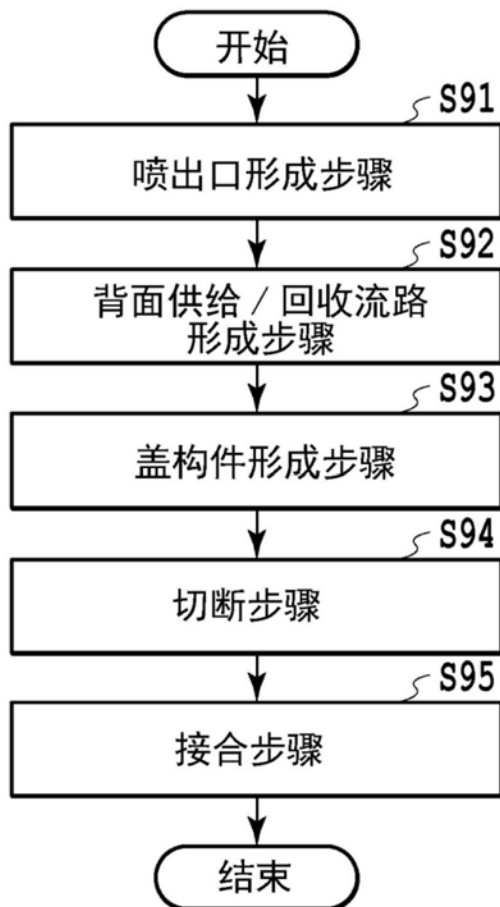 开始
S91
喷出口形成步骤
S92
背面供给/回收流路
形成步骤
S93
盖构件形成步骤
S94
切断步骤
S95
接合步骤
结束